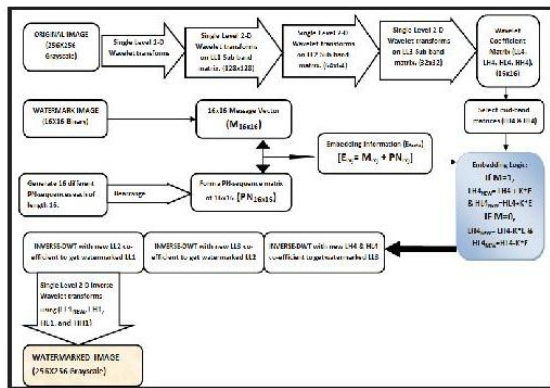 ORIGINAL IMAGE
(256X256
Grayscale)
Single Level 2-D
Wavelet transforms
Single Level 2-D
Wavelet
transforms on
LL1 Sub band
matrix. (128x128)
Single Level 2-D
Wavelet
transforms on
LL2 Sub band
matrix. (64x64)
Single Level 2-D
Wavelet
transforms
on LL3 Sub band
matrix. (32x32)
Wavelet
Coefficient
Matrix (LL4,
LH4, HL4, HH4).
(16x16)
WATERMARK IMAGE
(16X16 Binary)
16x16 Message Vector
(M16x16)
Select mid-band
matrices (LH4 & HL4)
Embedding Information
[Exy= Mxy + PNxy]
Generate 16 different
PN-sequences each of
length 16.
Rearrange
Form a PN-sequence matrix
of 16x16 [PN16x16]
Embedding Logic:
If M=1,
LH4NEW= LH4 + K*E
& HL4NEW=HL4+K*E
If M=0,
LH4NEW= LH4-K*E &
HL4NEW=HL4-K*E
INVERSE-DWT with new LL2 co-
efficient to get watermarked LL1
INVERSE-DWT with new LL3 co-
efficient to get watermarked LL2
INVERSE-DWT with new LH4 & HL4
co-efficient to get watermarked LL3
Single Level 2-D Inverse
Wavelet transforms
using (LL1NEW, LH1,
HL1, and HH1)
WATERMARKED IMAGE
(256X256 Grayscale)